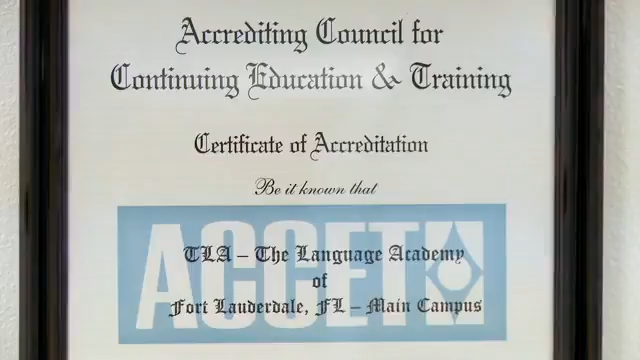 Accrediting Council for
Continuing Education & Training
Certificate of Accreditation
Be it known that
ACCET
TLA – The Language Academy
of
Fort Lauderdale, FL – Main Campus